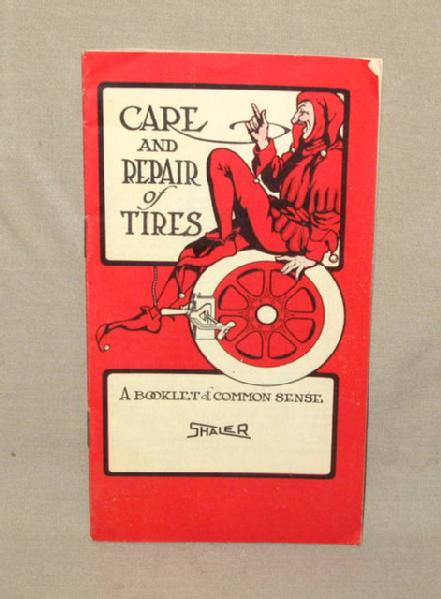 CARE
AND
REPAIR
of
TIRES
A BOOKLET of COMMON SENSE
SHALER